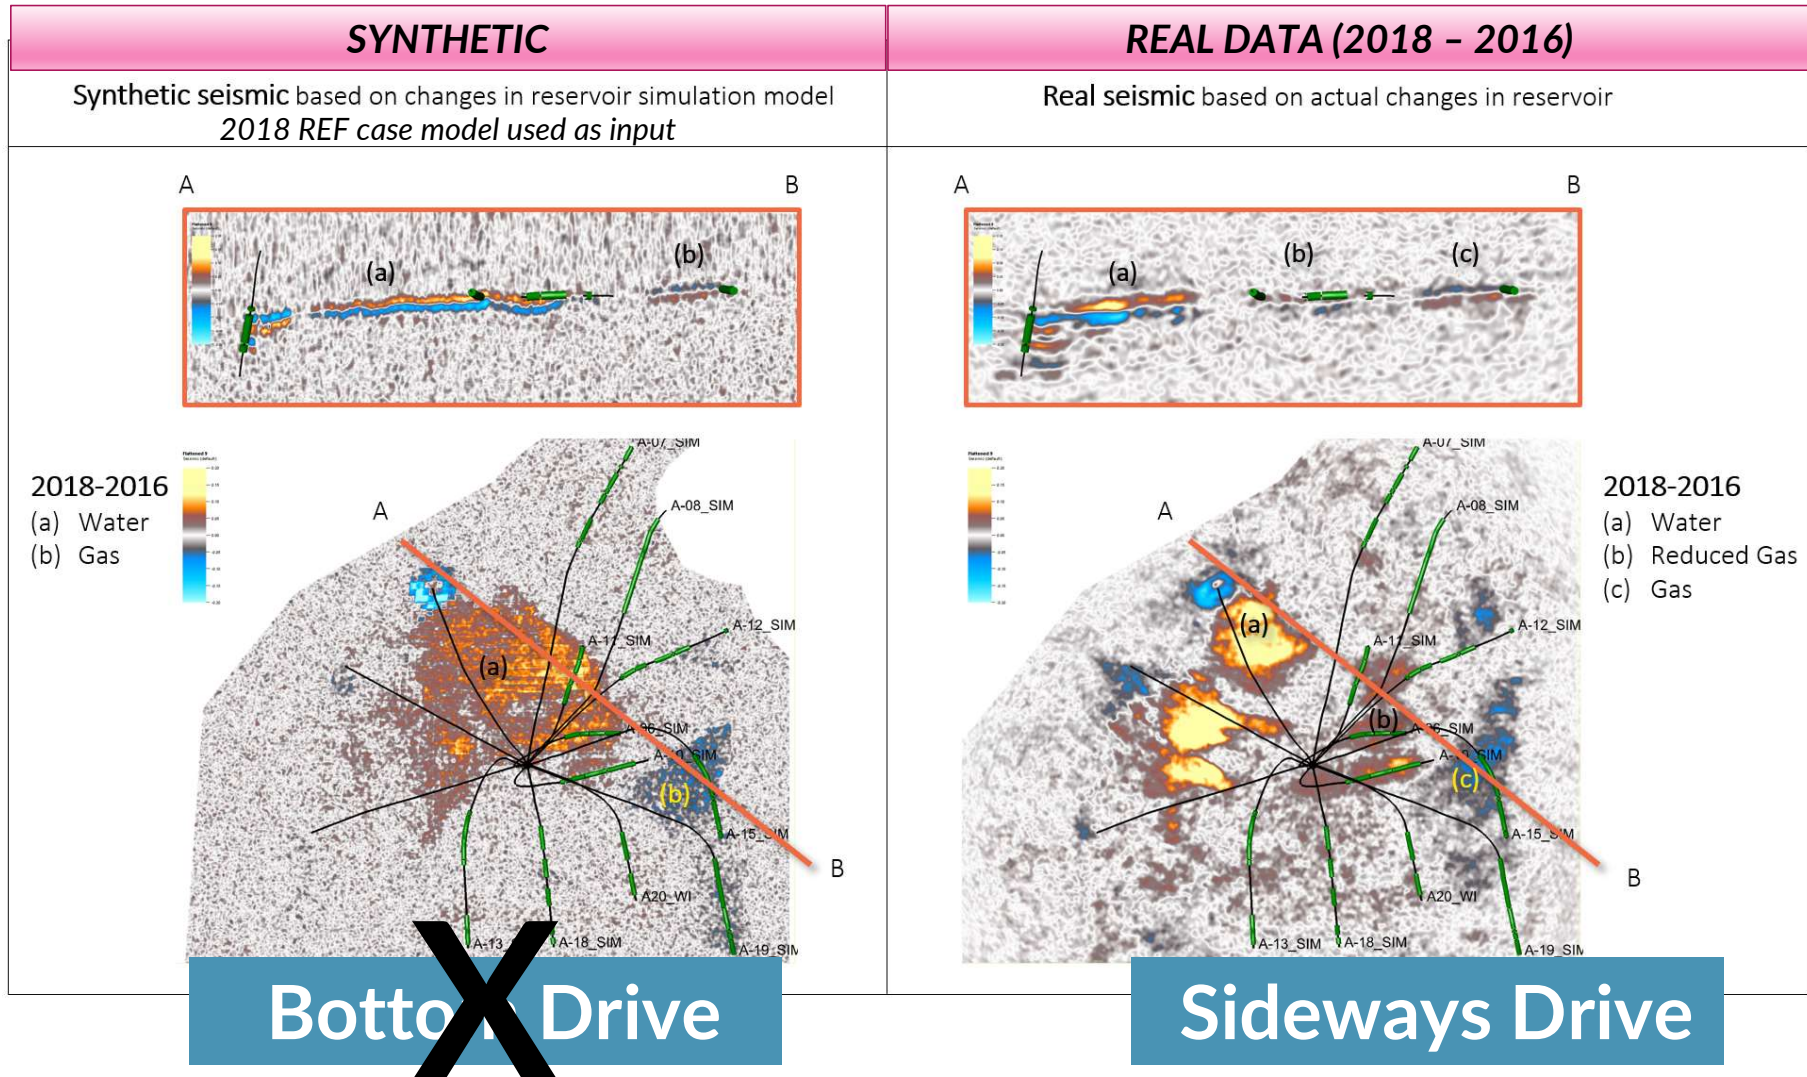 SYNTHETIC
REAL DATA (2018 – 2016)
Synthetic seismic based on changes in reservoir simulation model
2018 REF case model used as input
Real seismic based on actual changes in reservoir
A
B
(a)
(b)
A
B
(a)
(b)
(c)
2018-2016
(a) Water
(b) Gas
A
A-07_SIM
A-08_SIM
A-12_SIM
A-11_SIM
(a)
(b)
A-15_SIM
B
A20_WI
A-18_SIM
A-19_SIM
A
A-07_SIM
A-08_SIM
A-12_SIM
A-11_SIM
(a)
(b)
(c)
A-15_SIM
B
A20_WI
A-13_SIM
A-18_SIM
A-19_SIM
2018-2016
(a) Water
(b) Reduced Gas
(c) Gas
Bottom Drive
X
Sideways Drive